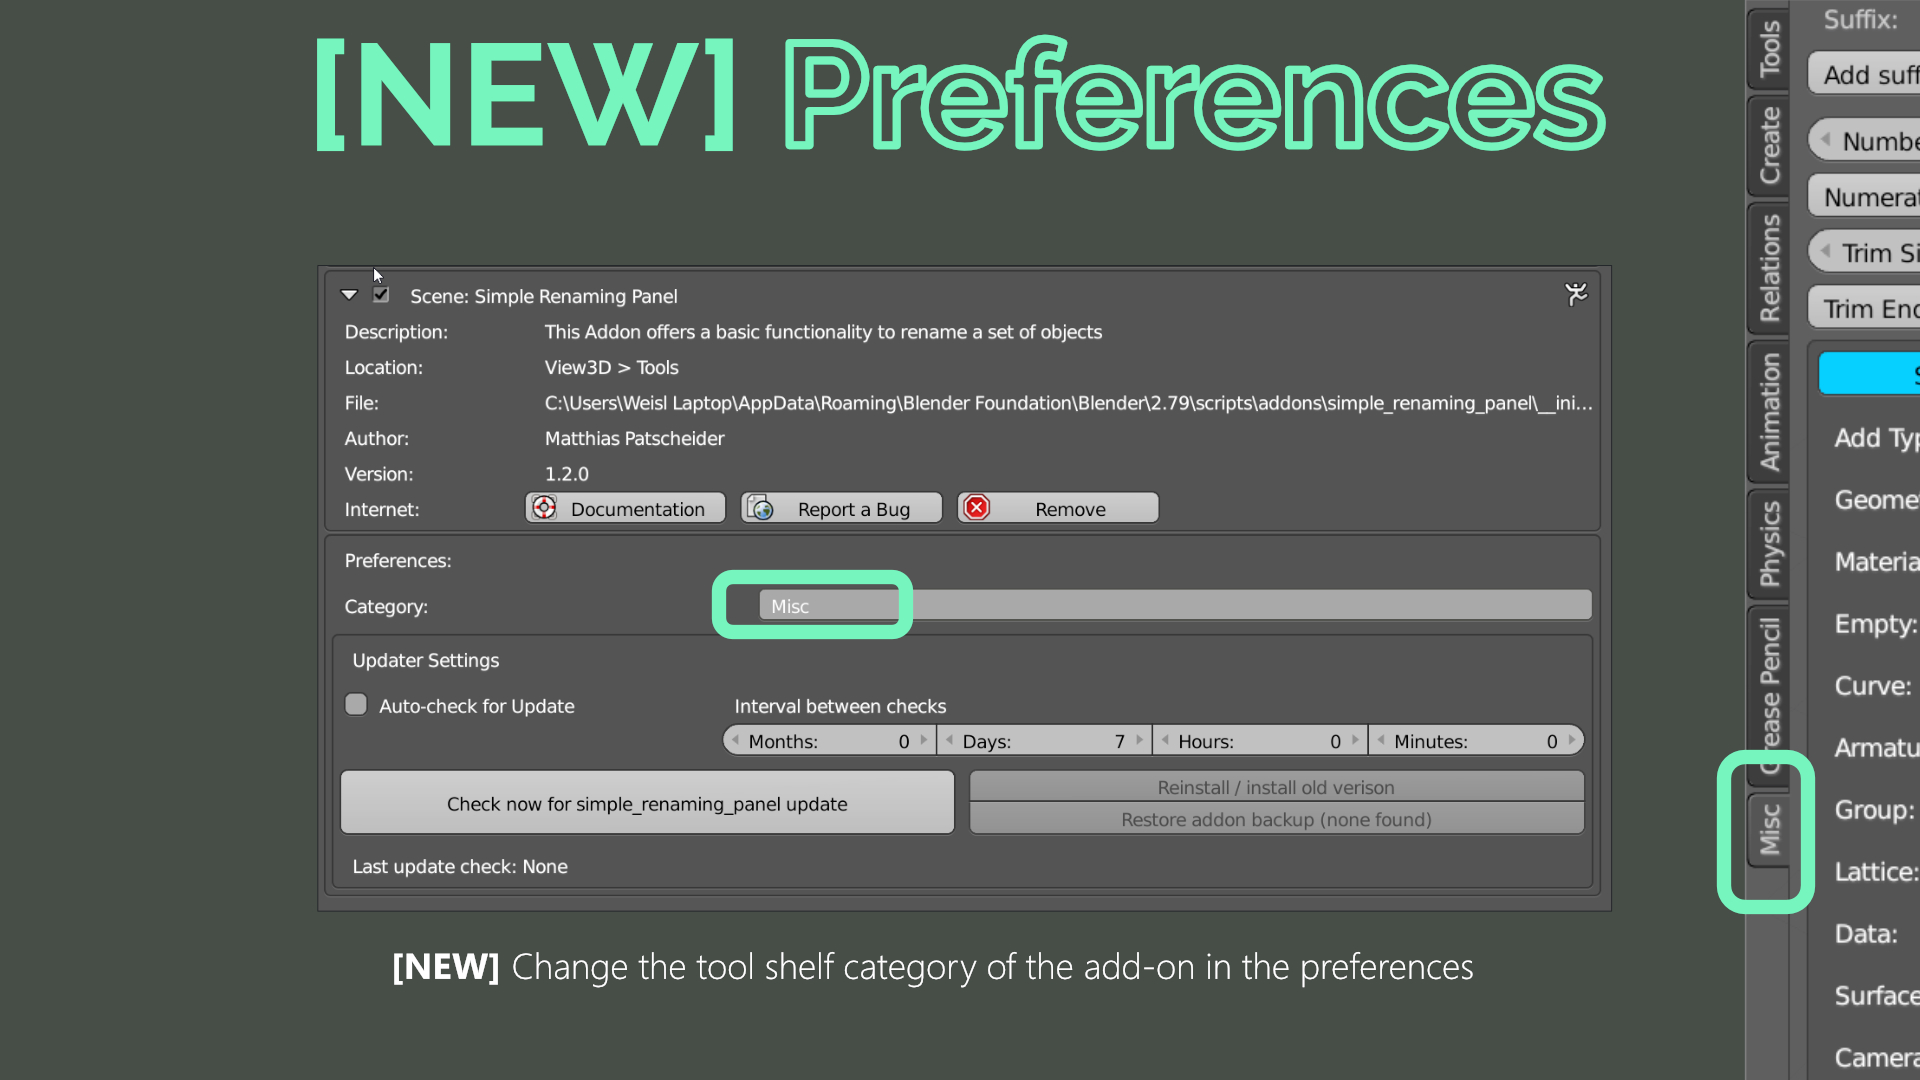 [NEW] Preferences
Scene: Simple Renaming Panel
Description: This Addon offers a basic functionality to rename a set of objects
Location: View3D > Tools
File: C:\Users\Weisl Laptop\AppData\Roaming\Blender Foundation\Blender\2.79\scripts\addons\simple_renaming_panel\__ini...
Author: Matthias Patscheider
Version: 1.2.0
Internet: Documentation Report a Bug Remove
Preferences:
Category: Misc
Updater Settings
Auto-check for Update Interval between checks
Months: 0 Days: 7 Hours: 0 Minutes: 0
Check now for simple_renaming_panel update
Reinstall / install old verison
Restore addon backup (none found)
Last update check: None
[NEW] Change the tool shelf category of the add-on in the preferences
Tools
Create
Relations
Animation
Physics
Grease Pencil
Misc
Suffix:
Add suff
Numbe
Numerat
Trim Si
Trim End
Add Typ
Geomet
Materia
Empty:
Curve:
Armatu
Group:
Lattice:
Data:
Surface
Camera